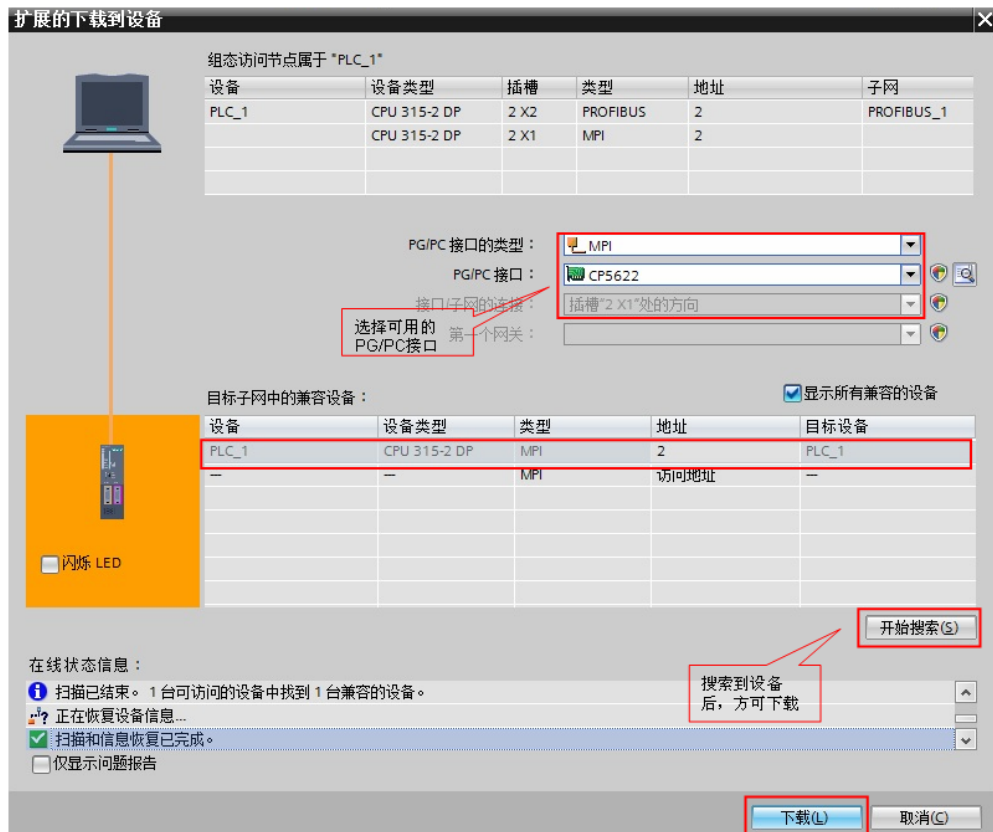 扩展的下载到设备
组态访问节点属于 "PLC_1"
设备 设备类型 插槽 类型 地址 子网
PLC_1 CPU 315-2 DP 2 X2 PROFIBUS 2 PROFIBUS_1
CPU 315-2 DP 2 X1 MPI 2
PG/PC 接口的类型： MPI
PG/PC 接口： CP5622
接口/子网的连接： 插槽"2 X1"处的方向
第一个网关：
选择可用的
PG/PC接口
目标子网中的兼容设备： 显示所有兼容的设备
设备 设备类型 类型 地址 目标设备
PLC_1 CPU 315-2 DP MPI 2 PLC_1
— — MPI 访问地址 —
闪烁 LED
开始搜索(S)
在线状态信息：
扫描已结束。 1 台可访问的设备中找到 1 台兼容的设备。
正在恢复设备信息...
扫描和信息恢复已完成。
仅显示问题报告
搜索到设备
后，方可下载
下载(L) 取消(C)